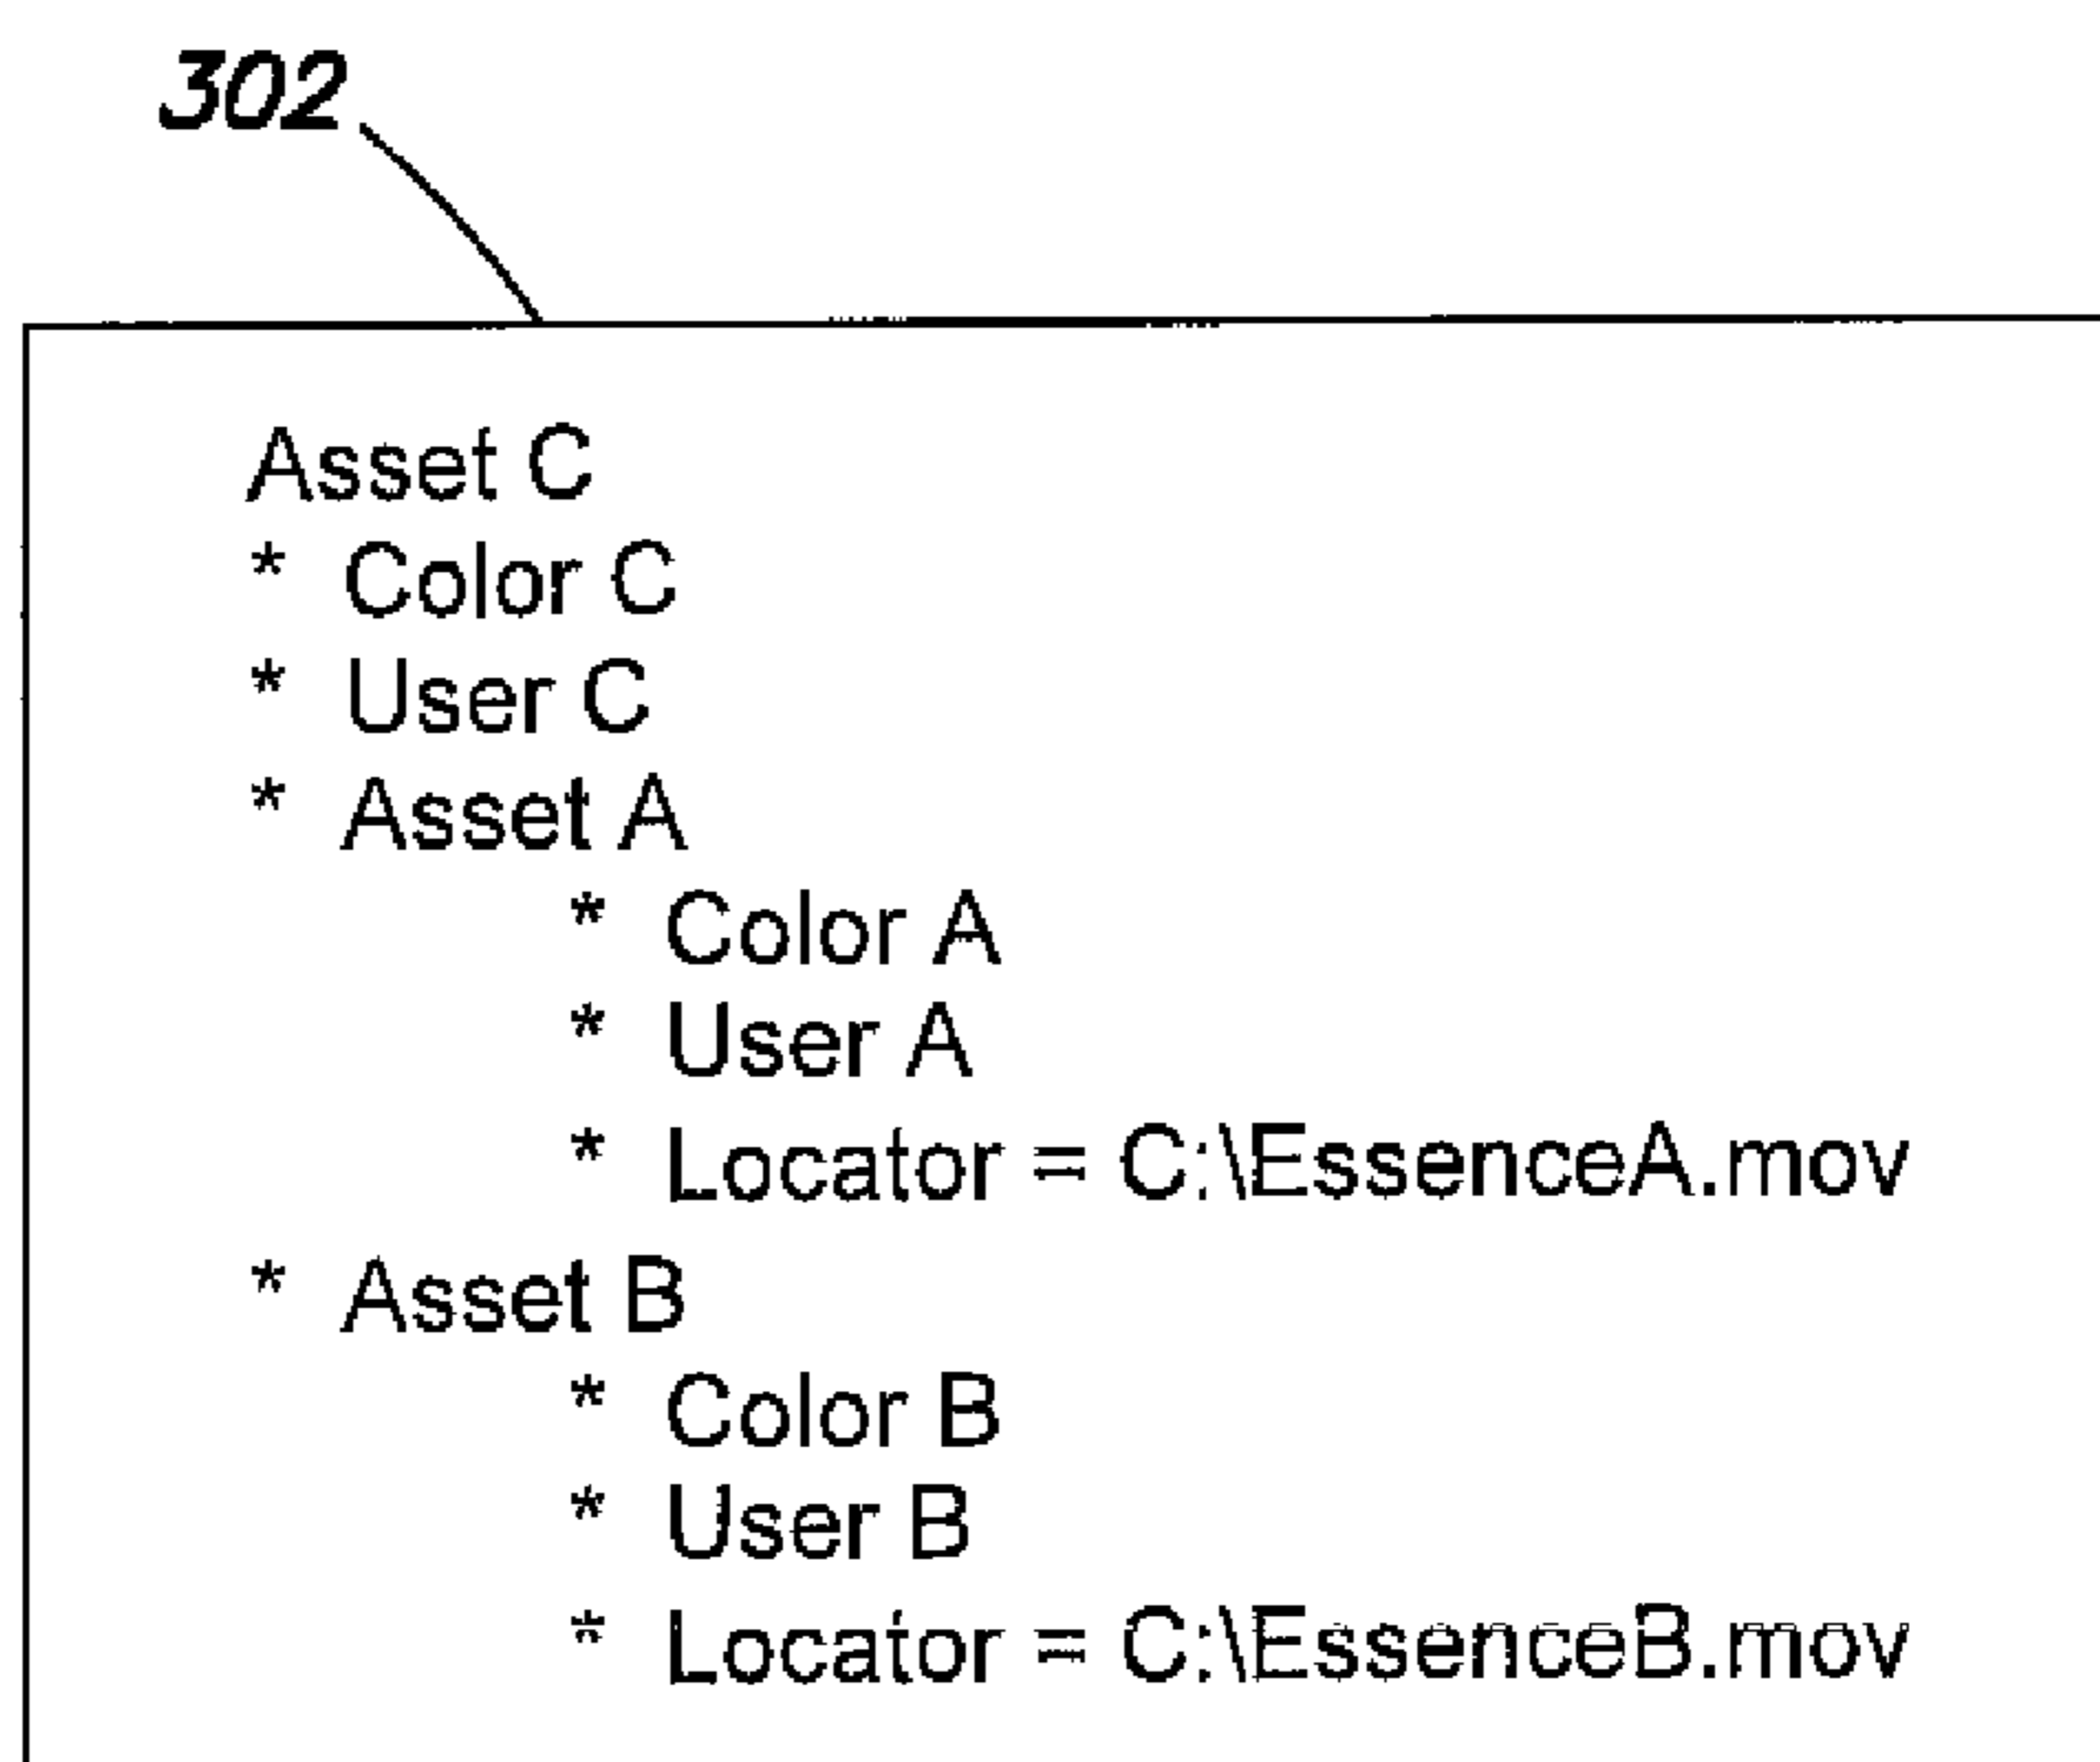 302
Asset C
* Color C
* User C
* Asset A
* Color A
* User A
* Locator = C:\EssenceA.mov
* Asset B
* Color B
* User B
* Locator = C:\EssenceB.mov